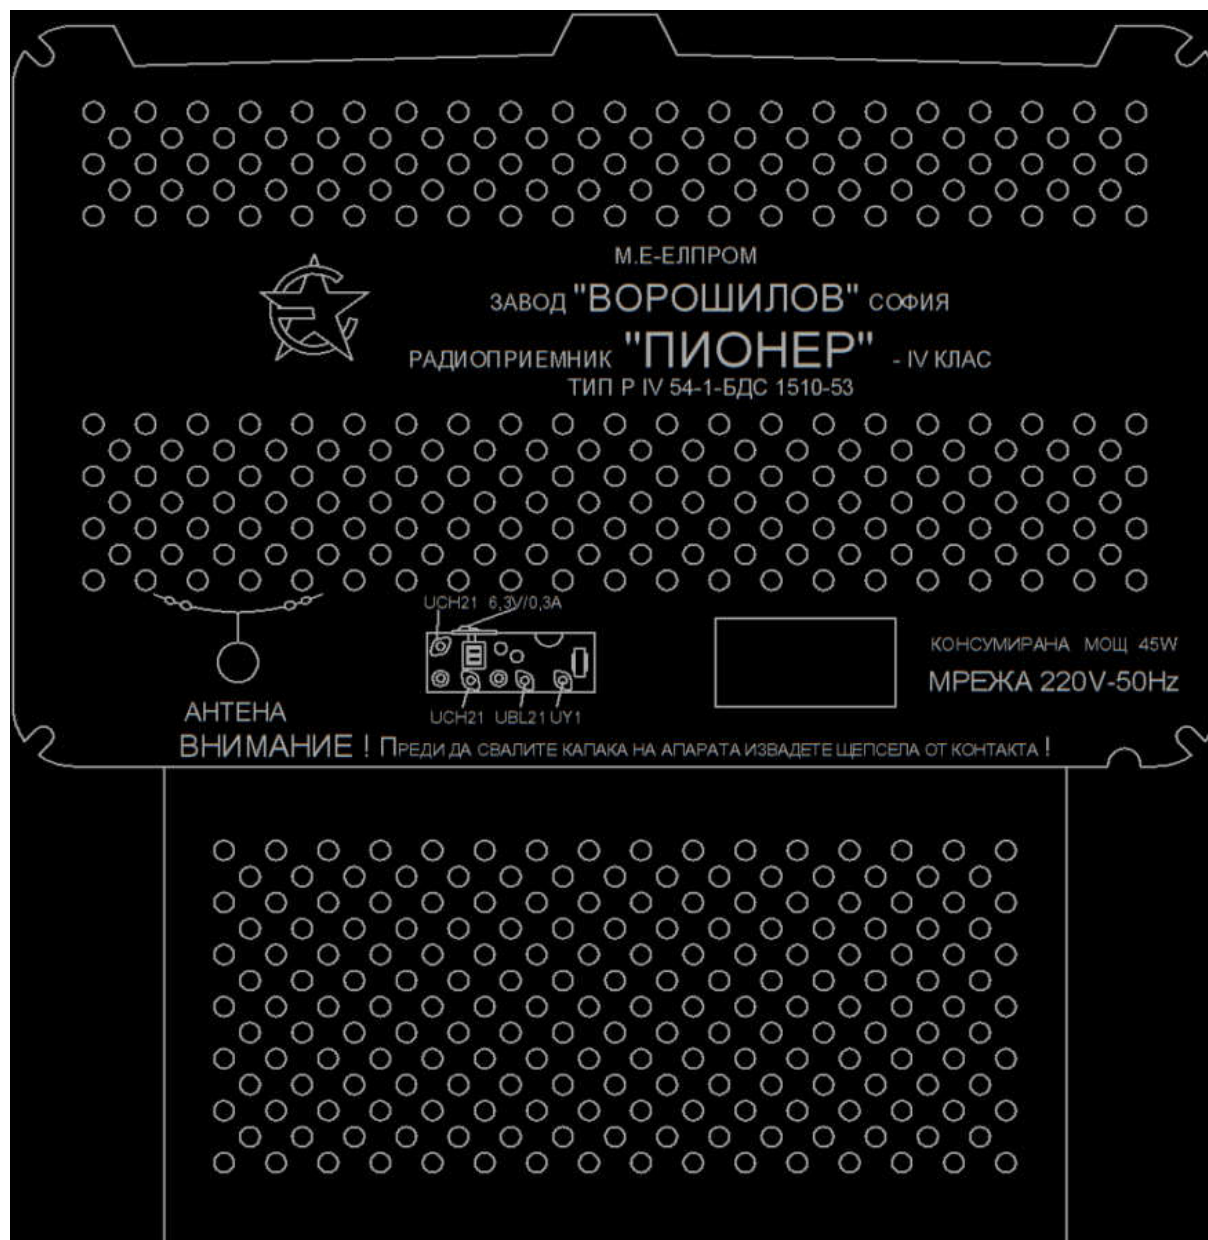 М.Е-ЕЛПРОМ
ЗАВОД "ВОРОШИЛОВ" СОФИЯ
РАДИОПРИЕМНИК "ПИОНЕР" - IV КЛАС
ТИП Р IV 54-1-БДС 1510-53
UCH21 6,3V/0,3A
КОНСУМИРАНА МОЩ 45W
МРЕЖА 220V-50Hz
АНТЕНА
UCH21 UBL21 UY1
ВНИМАНИЕ ! ПРЕДИ ДА СВАЛИТЕ КАПАКА НА АПАРАТА ИЗВАДЕТЕ ЩЕПСЕЛА ОТ КОНТАКТА !